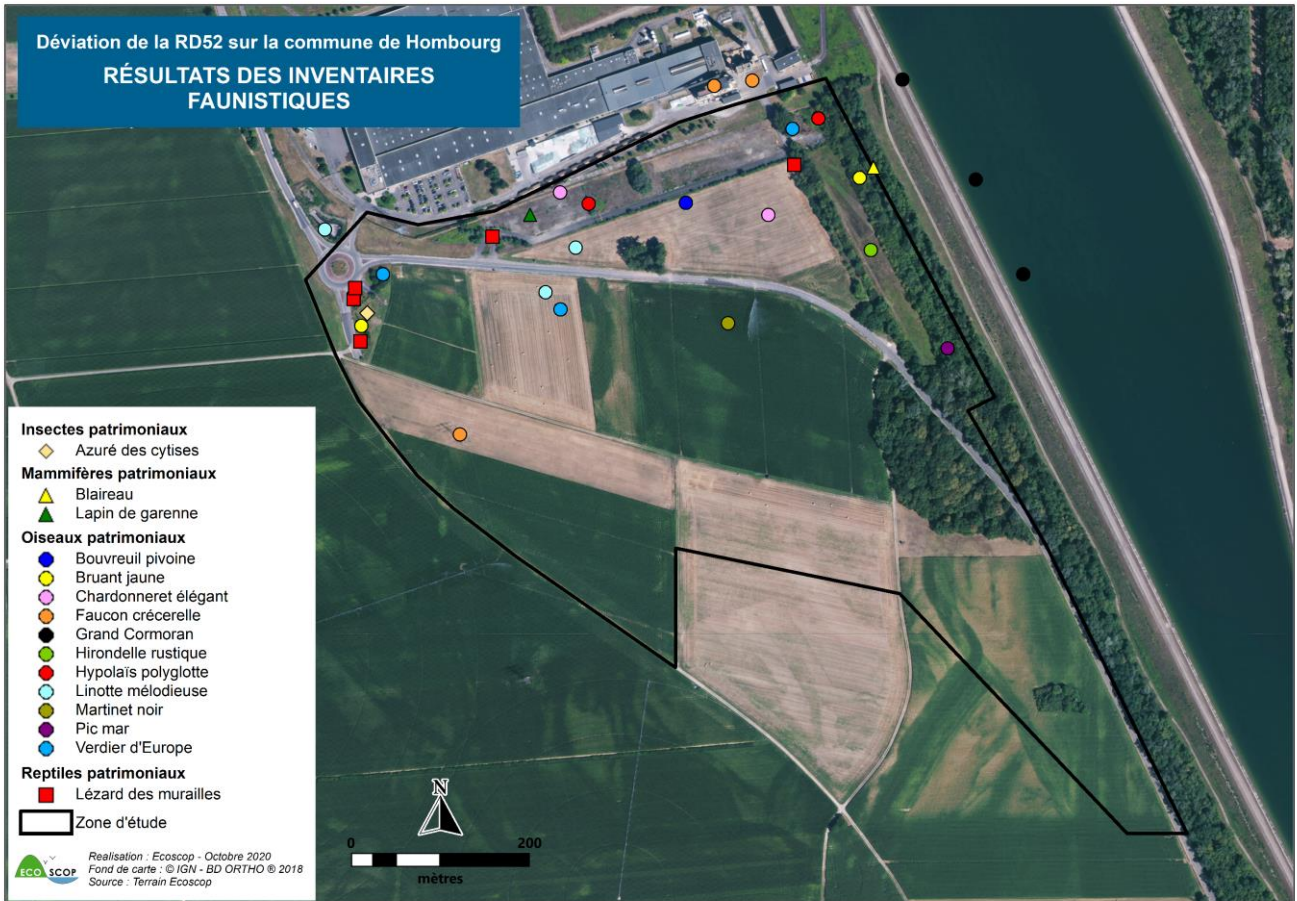 Déviation de la RD52 sur la commune de Hombourg
RÉSULTATS DES INVENTAIRES
FAUNISTIQUES
Insectes patrimoniaux
Azuré des cytises
Mammifères patrimoniaux
Blaireau
Lapin de garenne
Oiseaux patrimoniaux
Bouvreuil pivoine
Bruant jaune
Chardonneret élégant
Faucon crécerelle
Grand Cormoran
Hirondelle rustique
Hypolaïs polyglotte
Linotte mélodieuse
Martinet noir
Pic mar
Verdier d'Europe
Reptiles patrimoniaux
Lézard des murailles
Zone d'étude
ECO SCOP
Realisation : Ecoscop - Octobre 2020
Fond de carte : © IGN - BD ORTHO ® 2018
Source : Terrain Ecoscop
N
0 200
mètres